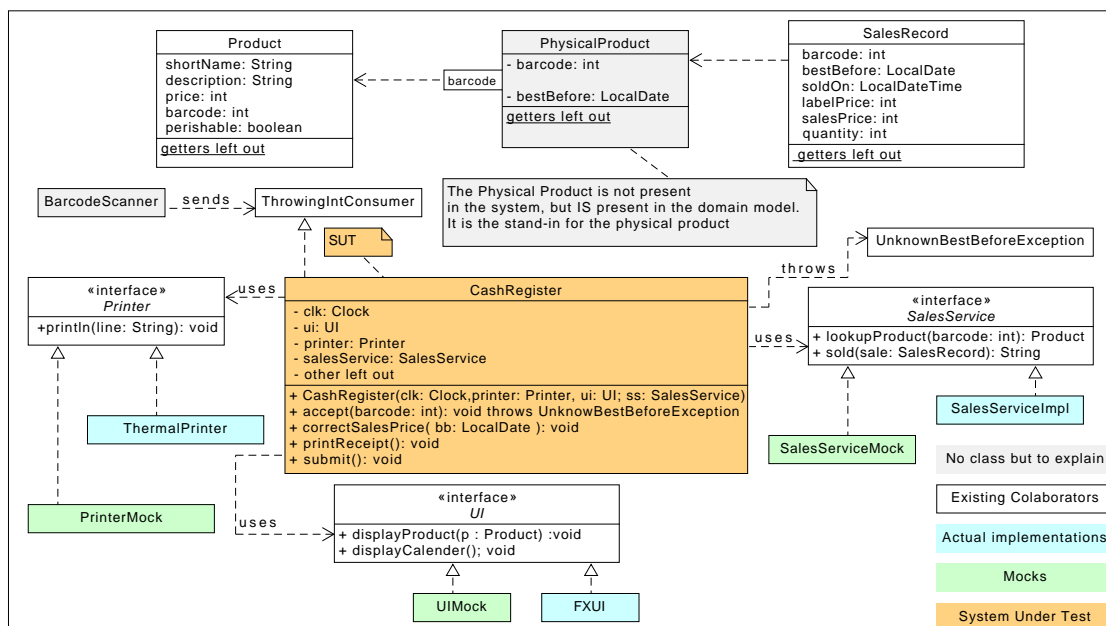 Product
shortName: String
description: String
price: int
barcode: int
perishable: boolean
getters left out
barcode
PhysicalProduct
- barcode: int
- bestBefore: LocalDate
getters left out
SalesRecord
barcode: int
bestBefore: LocalDate
soldOn: LocalDateTime
labelPrice: int
salesPrice: int
quantity: int
getters left out
The Physical Product is not present
in the system, but IS present in the domain model.
It is the stand-in for the physical product
BarcodeScanner
sends
ThrowingIntConsumer
SUT
UnknownBestBeforeException
throws
«interface»
Printer
+println(line: String): void
uses
CashRegister
- clk: Clock
- ui: UI
- printer: Printer
- salesService: SalesService
- other left out
+ CashRegister(clk: Clock,printer: Printer, ui: UI; ss: SalesService)
+ accept(barcode: int): void throws UnknowBestBeforeException
+ correctSalesPrice( bb: LocalDate ): void
+ printReceipt(): void
+ submit(): void
uses
«interface»
SalesService
+ lookupProduct(barcode: int): Product
+ sold(sale: SalesRecord): String
ThermalPrinter
PrinterMock
SalesServiceImpl
SalesServiceMock
uses
«interface»
UI
+ displayProduct(p : Product) :void
+ displayCalender(); void
UIMock
FXUI
No class but to explain
Existing Colaborators
Actual implementations
Mocks
System Under Test